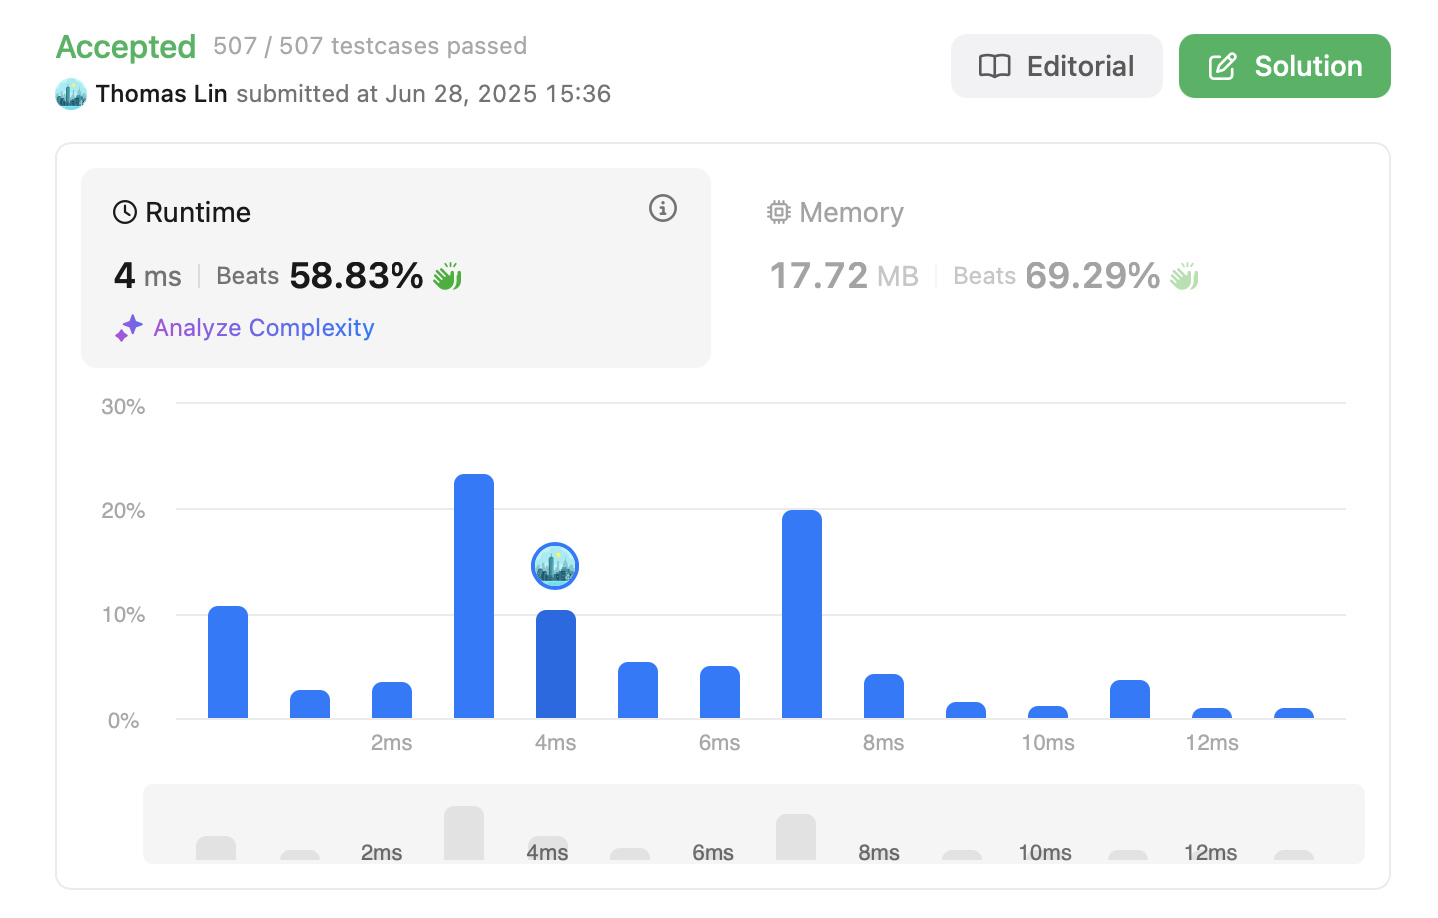 Accepted 507 / 507 testcases passed
Thomas Lin submitted at Jun 28, 2025 15:36
Editorial
Solution
Runtime
4 ms Beats 58.83%
Analyze Complexity
Memory
17.72 MB Beats 69.29%
30%
20%
10%
0%
2ms 4ms 6ms 8ms 10ms 12ms
2ms 4ms 6ms 8ms 10ms 12ms